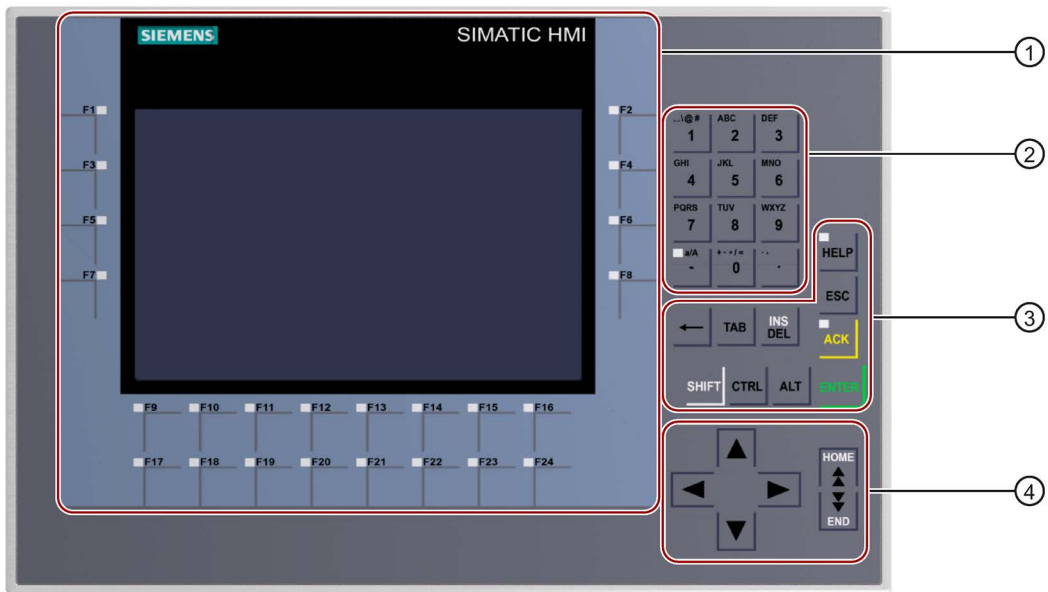 SIEMENS
SIMATIC HMI
F1
F2
F3
F4
F5
F6
F7
F8
F9 F10 F11 F12 F13 F14 F15 F16
F17 F18 F19 F20 F21 F22 F23 F24
...\@# ABC DEF
1 2 3
GHI JKL MNO
4 5 6
PQRS TUV WXYZ
7 8 9
a/A
- 0 .
HELP
ESC
TAB
INS
DEL
ACK
SHIFT CTRL ALT ENTER
HOME
END
1
2
3
4